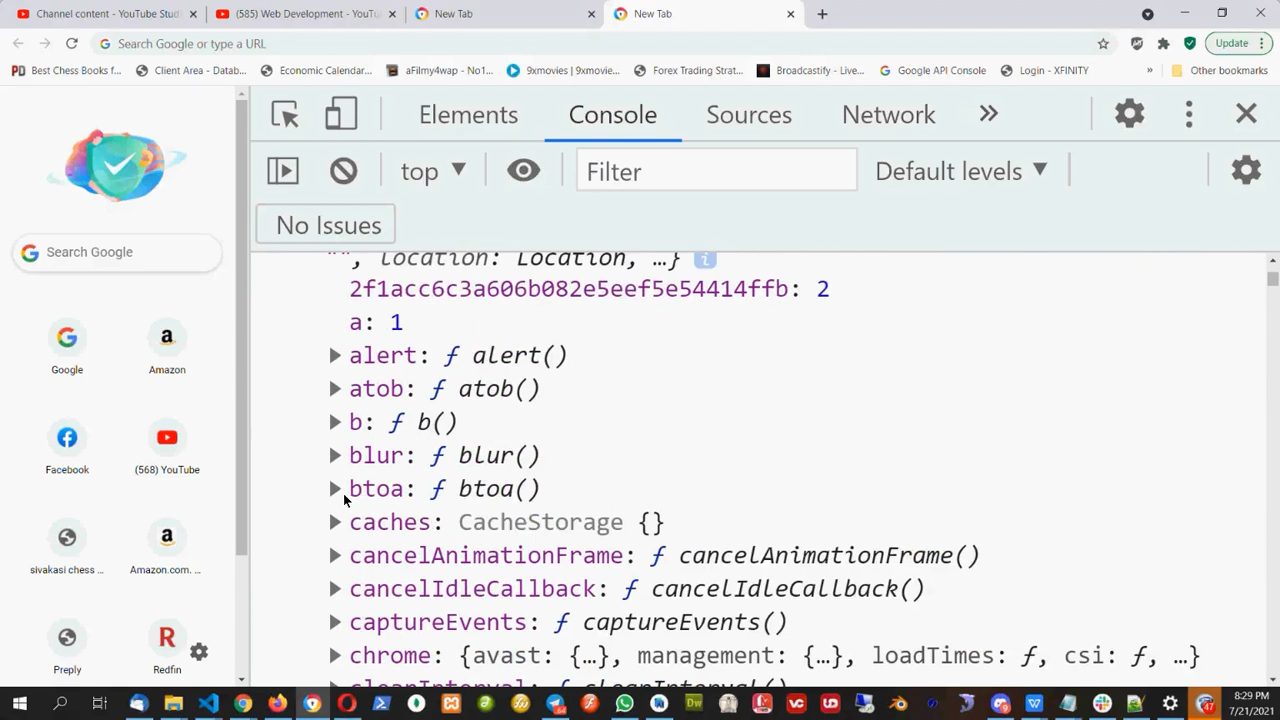 Channel content - YouTube Stud
(585) Web Development - YouTu
New Tab
New Tab
Search Google or type a URL
Update
Best Chess Books f...
Client Area - Datab...
Economic Calendar...
aFilmy4wap - No1...
9xmovies | 9xmovie...
Forex Trading Strat...
Broadcastify - Live...
Google API Console
Login - XFINITY
»
Other bookmarks
Elements
Console
Sources
Network
top
Filter
Default levels
No Issues
"", location: Location, …}
2f1acc6c3a606b082e5eef5e54414ffb: 2
a: 1
alert: ƒ alert()
atob: ƒ atob()
b: ƒ b()
blur: ƒ blur()
btoa: ƒ btoa()
caches: CacheStorage {}
cancelAnimationFrame: ƒ cancelAnimationFrame()
cancelIdleCallback: ƒ cancelIdleCallback()
captureEvents: ƒ captureEvents()
chrome: {avast: {…}, management: {…}, loadTimes: ƒ, csi: ƒ, …}
clearInterval: ƒ clearInterval()
Search Google
Google
Amazon
Facebook
(568) YouTube
sivakasi chess ...
Amazon.com. ...
Preply
Redfin
8:29 PM
7/21/2021